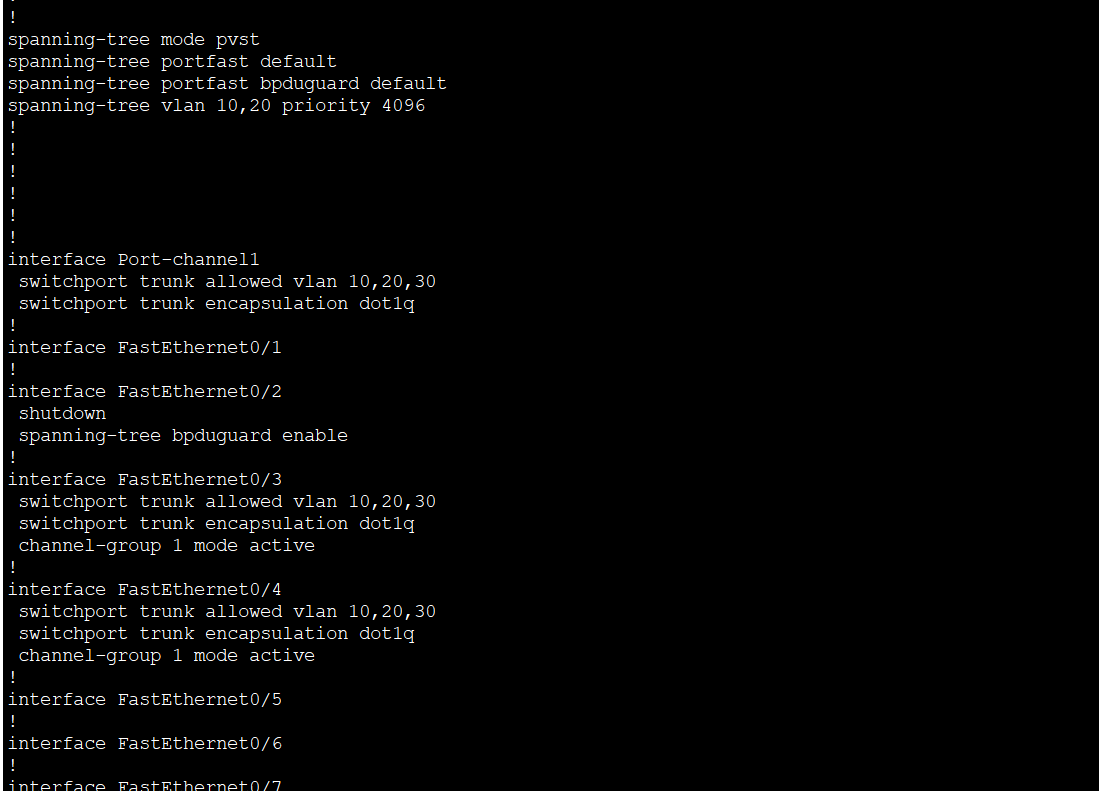 !
spanning-tree mode pvst
spanning-tree portfast default
spanning-tree portfast bpduguard default
spanning-tree vlan 10,20 priority 4096
!
!
!
!
!
!
interface Port-channel1
 switchport trunk allowed vlan 10,20,30
 switchport trunk encapsulation dot1q
!
interface FastEthernet0/1
!
interface FastEthernet0/2
 shutdown
 spanning-tree bpduguard enable
!
interface FastEthernet0/3
 switchport trunk allowed vlan 10,20,30
 switchport trunk encapsulation dot1q
 channel-group 1 mode active
!
interface FastEthernet0/4
 switchport trunk allowed vlan 10,20,30
 switchport trunk encapsulation dot1q
 channel-group 1 mode active
!
interface FastEthernet0/5
!
interface FastEthernet0/6
!
interface FastEthernet0/7